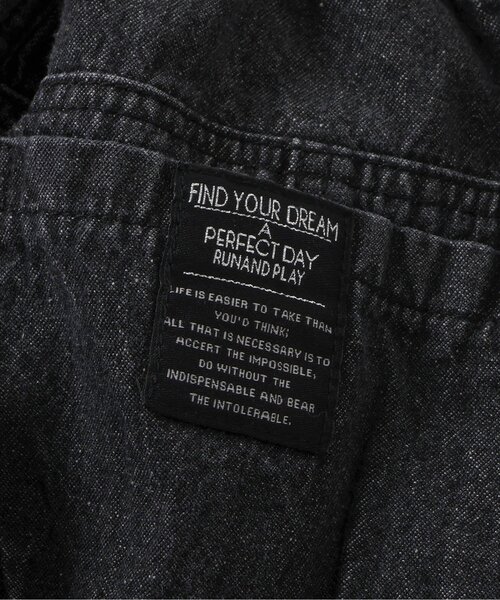 FIND YOUR DREAM
A
PERFECT DAY
RUNAND PLAY
LIFE IS EASIER TO TAKE THAN
YOU'D THINK;
ALL THAT IS NECESSARY IS TO
ACCERT THE IMPOSSIBLE,
DO WITHOUT THE
INDISPENSABLE AND BEAR
THE INTOLERABLE.